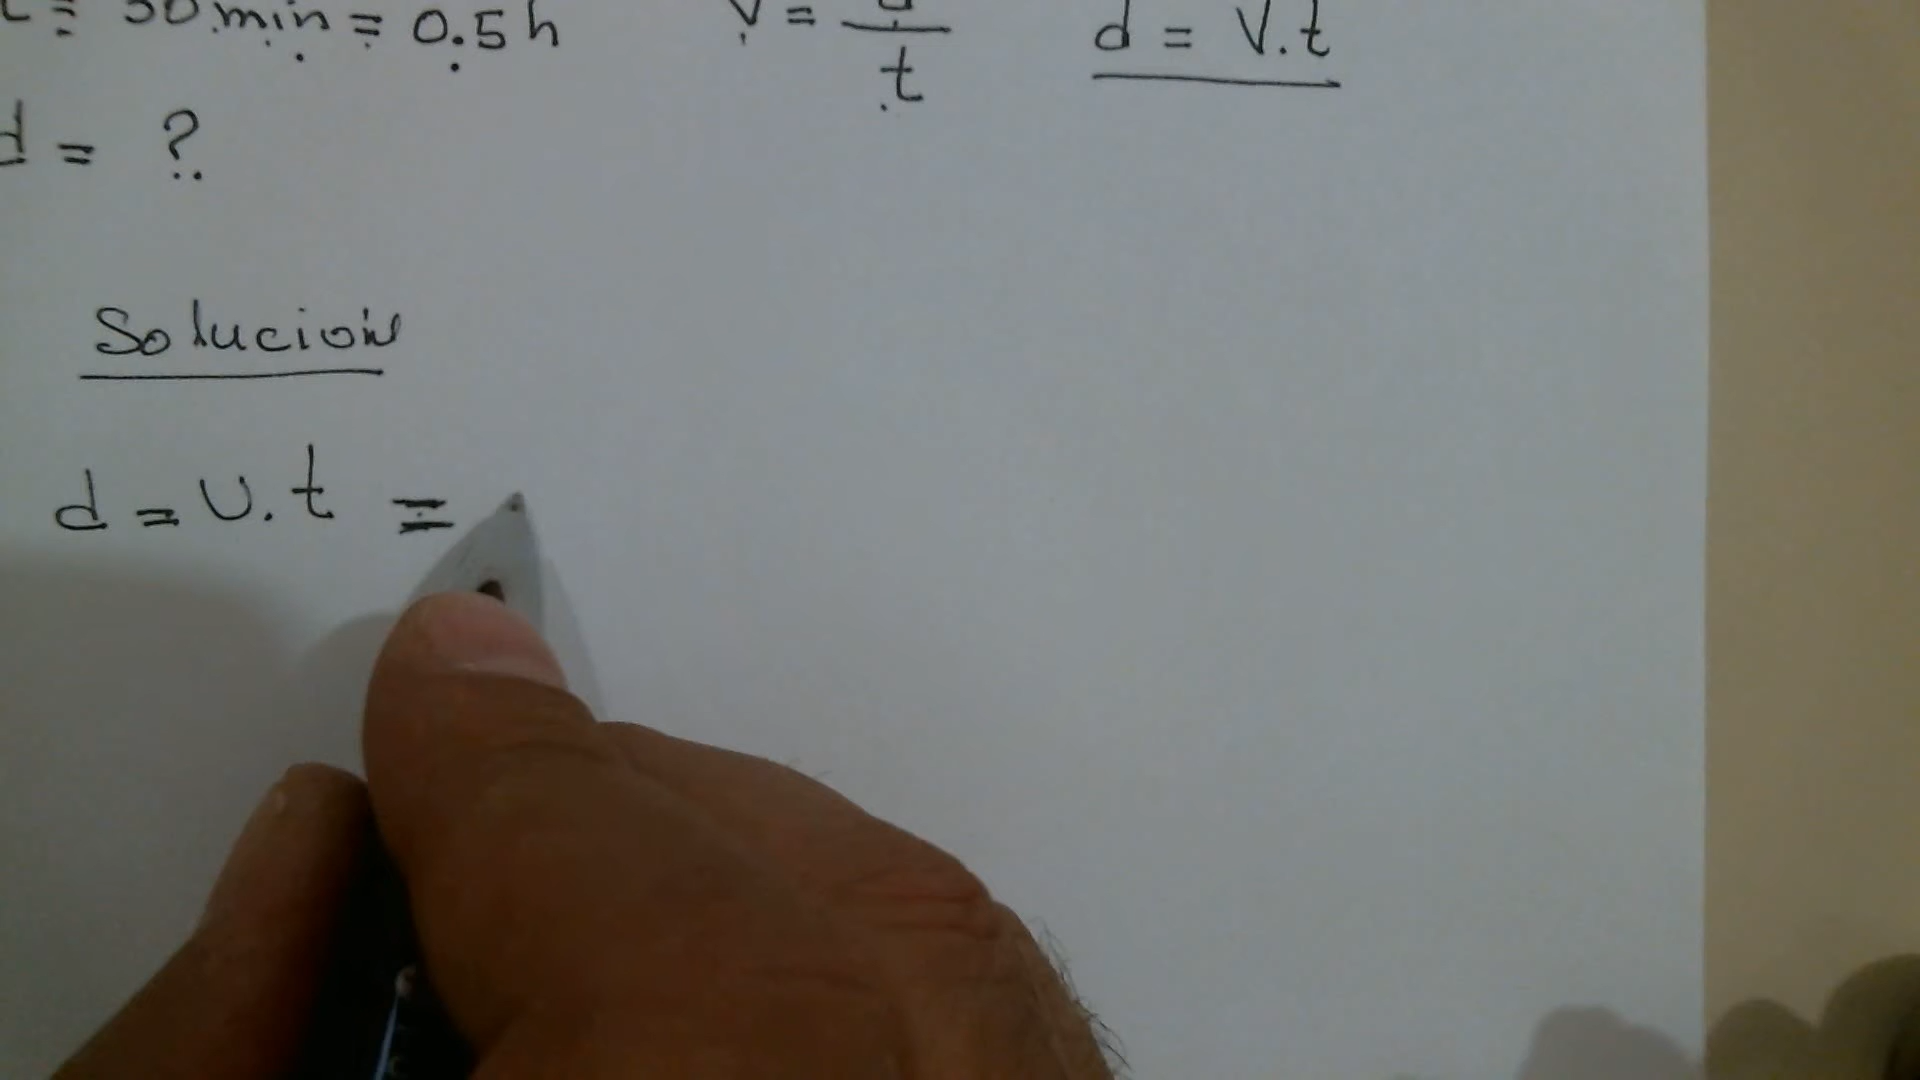 t = 30 min = 0.5 h V = d/t d = V.t
d = ?
Solución
d = v.t =